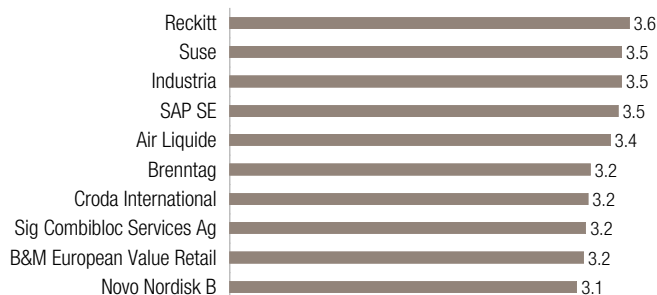 Reckitt 3.6
Suse 3.5
Industria 3.5
SAP SE 3.5
Air Liquide 3.4
Brenntag 3.2
Croda International 3.2
Sig Combibloc Services Ag 3.2
B&M European Value Retail 3.2
Novo Nordisk B 3.1